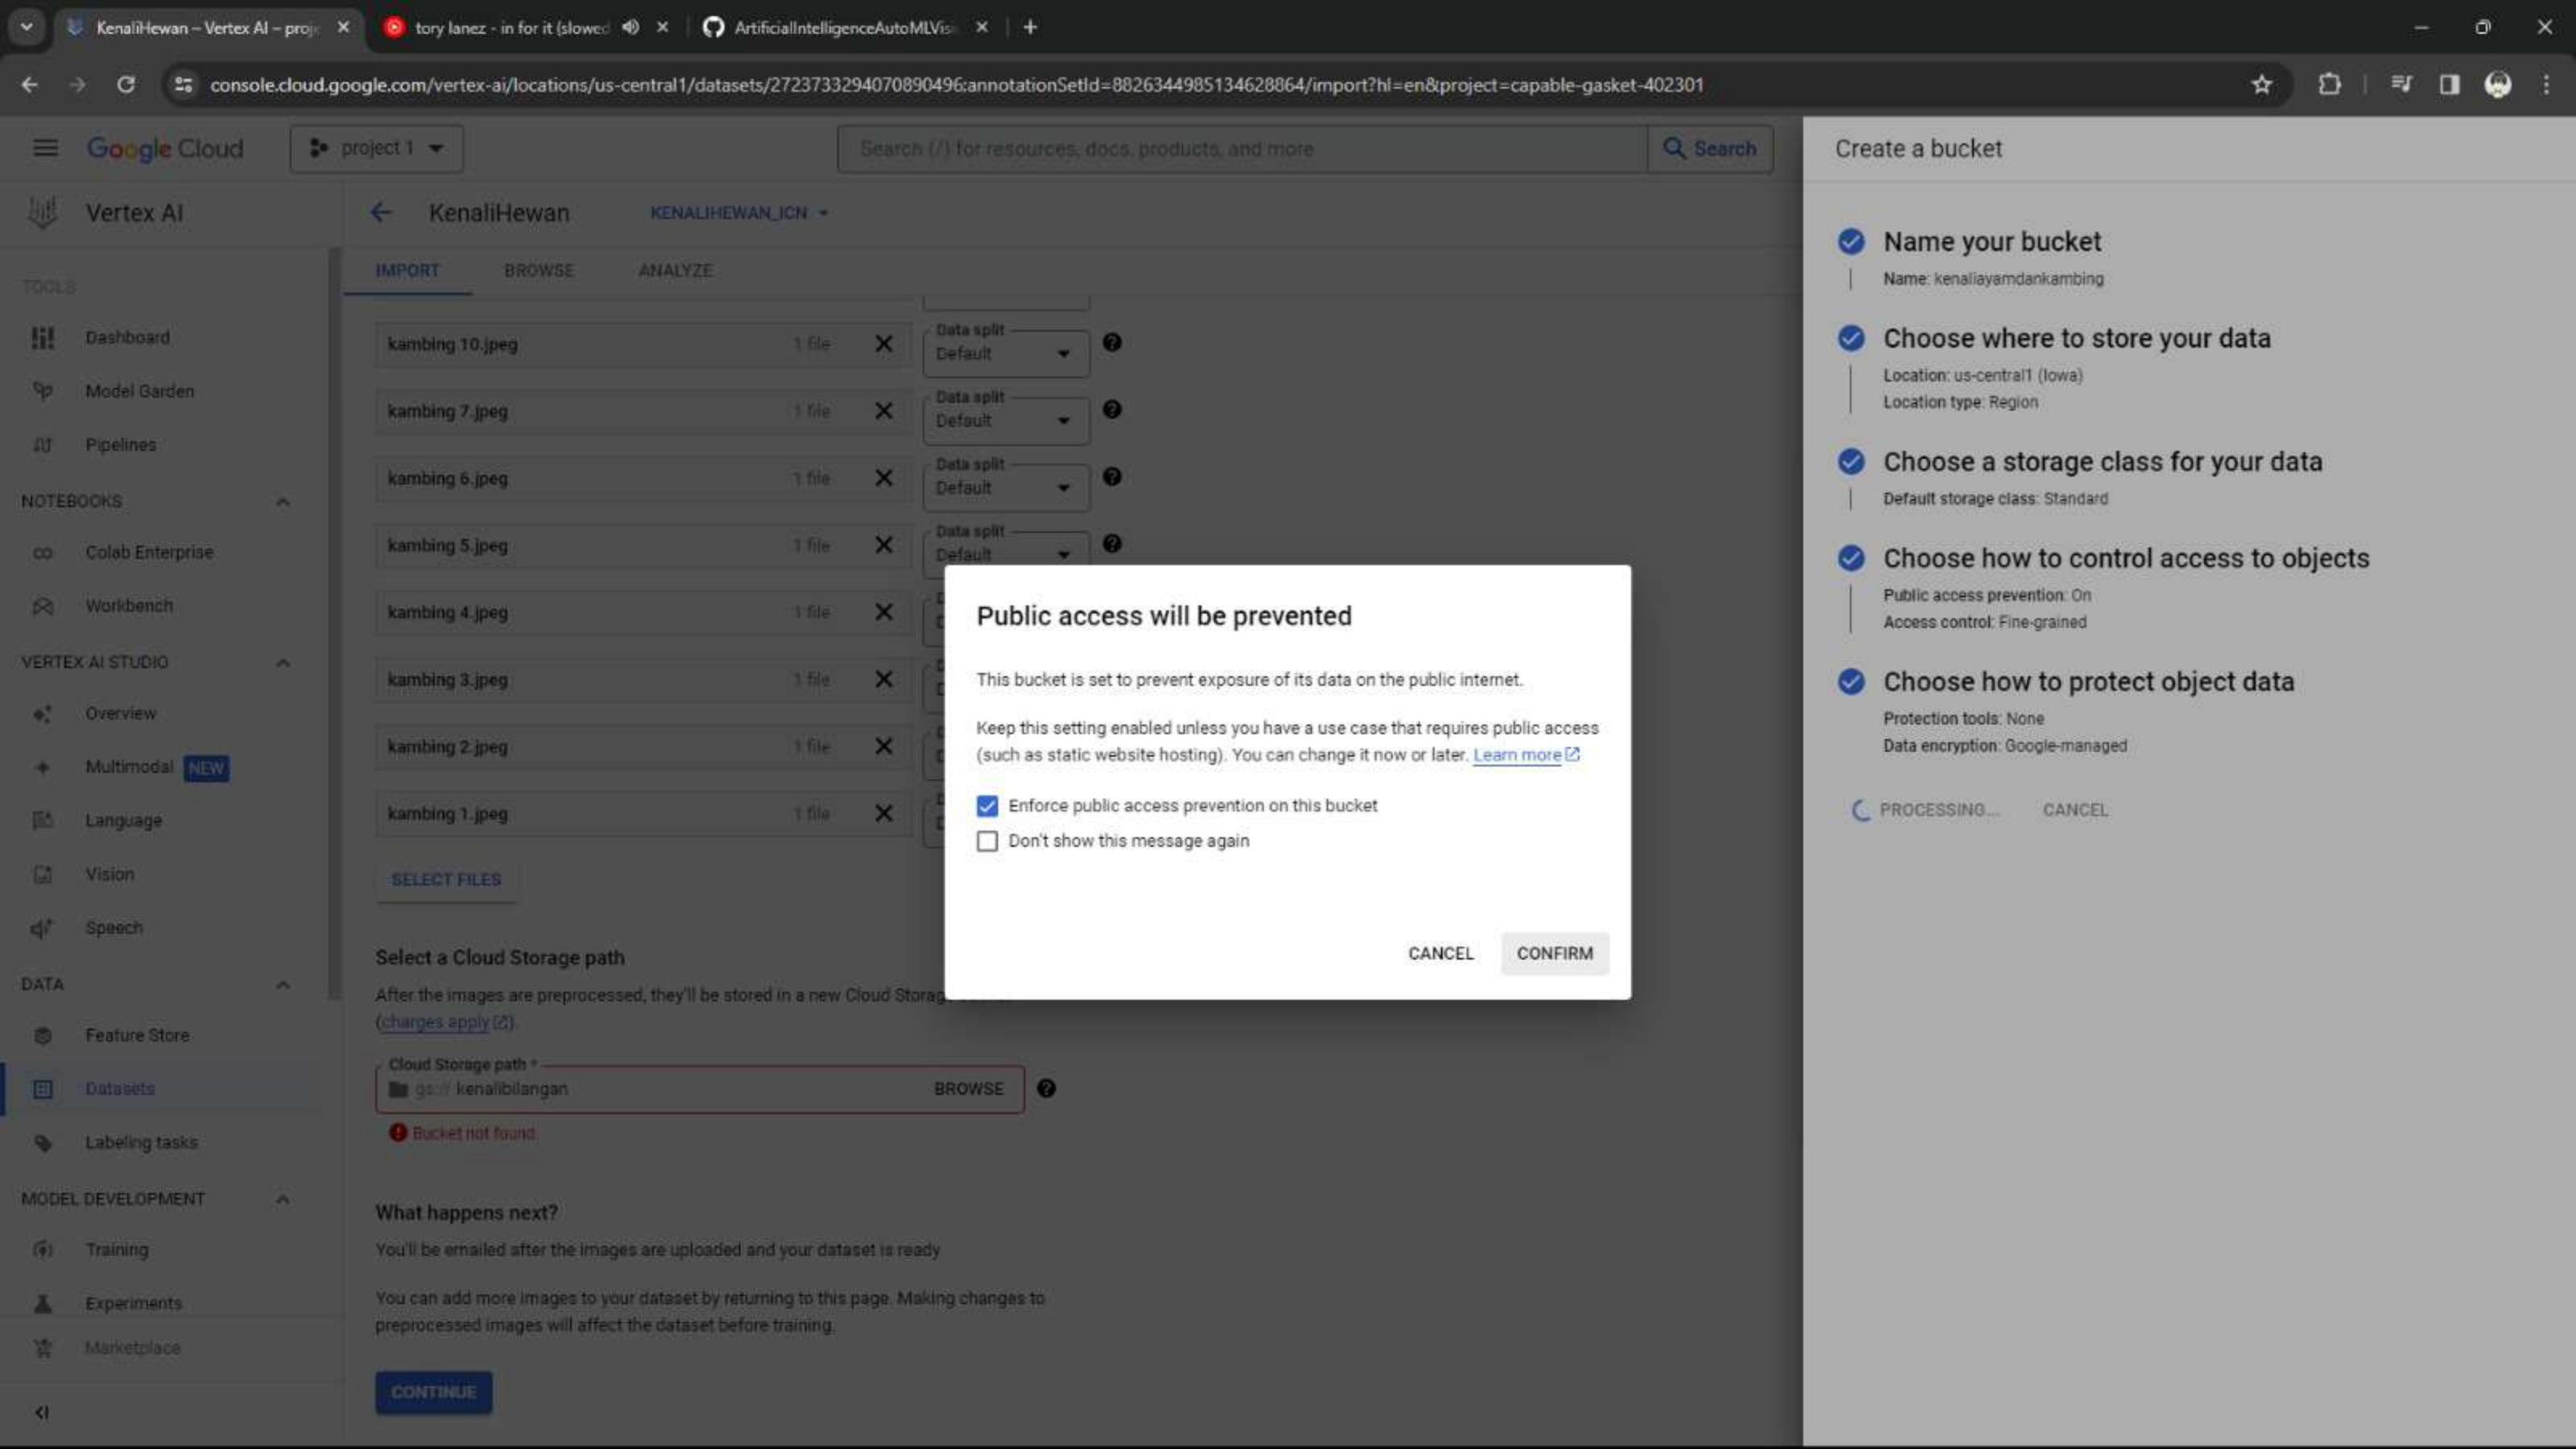 KenaliHewan – Vertex AI – proje
tory lanez - in for it (slowed
ArtificialIntelligenceAutoMLVis
console.cloud.google.com/vertex-ai/locations/us-central1/datasets/2723733294070890496;annotationSetId=8826344985134628864/import?hl=en&project=capable-gasket-402301
Google Cloud
project 1
Search (/) for resources, docs, products, and more
Search
Vertex AI
TOOLS
Dashboard
Model Garden
Pipelines
NOTEBOOKS
Colab Enterprise
Workbench
VERTEX AI STUDIO
Overview
Multimodal NEW
Language
Vision
Speech
DATA
Feature Store
Datasets
Labeling tasks
MODEL DEVELOPMENT
Training
Experiments
Marketplace
KenaliHewan
KENALIHEWAN_ICN
IMPORT
BROWSE
ANALYZE
kambing 10.jpeg 1 file Data split Default
kambing 7.jpeg 1 file Data split Default
kambing 6.jpeg 1 file Data split Default
kambing 5.jpeg 1 file Data split Default
kambing 4.jpeg 1 file
kambing 3.jpeg 1 file
kambing 2.jpeg 1 file
kambing 1.jpeg 1 file
SELECT FILES
Select a Cloud Storage path
After the images are preprocessed, they'll be stored in a new Cloud Storag
(charges apply).
Cloud Storage path *
gs:// kenalibilangan BROWSE
Bucket not found.
What happens next?
You'll be emailed after the images are uploaded and your dataset is ready
You can add more images to your dataset by returning to this page. Making changes to
preprocessed images will affect the dataset before training.
CONTINUE
Public access will be prevented
This bucket is set to prevent exposure of its data on the public internet.
Keep this setting enabled unless you have a use case that requires public access
(such as static website hosting). You can change it now or later. Learn more
Enforce public access prevention on this bucket
Don't show this message again
CANCEL
CONFIRM
Create a bucket
Name your bucket
Name: kenaliayamdankambing
Choose where to store your data
Location: us-central1 (Iowa)
Location type: Region
Choose a storage class for your data
Default storage class: Standard
Choose how to control access to objects
Public access prevention: On
Access control: Fine-grained
Choose how to protect object data
Protection tools: None
Data encryption: Google-managed
PROCESSING...
CANCEL